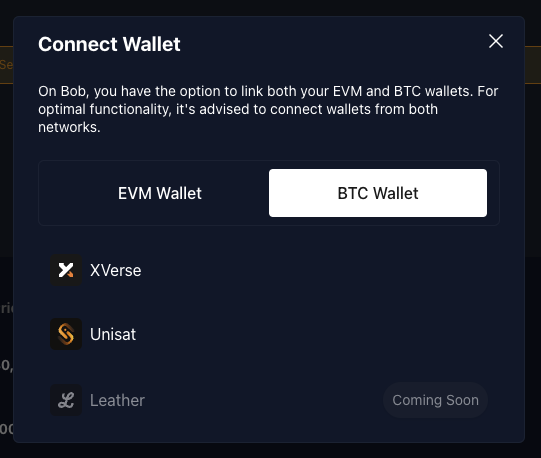 Connect Wallet
Se
On Bob, you have the option to link both your EVM and BTC wallets. For
optimal functionality, it's advised to connect wallets from both
networks.
EVM Wallet BTC Wallet
XVerse
Unisat
Leather Coming Soon